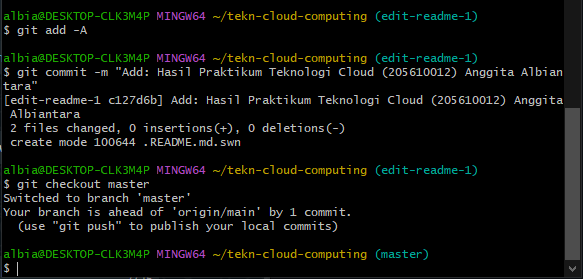 albia@DESKTOP-CLK3M4P MINGW64 ~/tekn-cloud-computing (edit-readme-1)
$ git add -A
albia@DESKTOP-CLK3M4P MINGW64 ~/tekn-cloud-computing (edit-readme-1)
$ git commit -m "Add: Hasil Praktikum Teknologi Cloud (205610012) Anggita Albian
tara"
[edit-readme-1 c127d6b] Add: Hasil Praktikum Teknologi Cloud (205610012) Anggita
Albiantara
2 files changed, 0 insertions(+), 0 deletions(-)
create mode 100644 .README.md.swn
albia@DESKTOP-CLK3M4P MINGW64 ~/tekn-cloud-computing (edit-readme-1)
$ git checkout master
Switched to branch 'master'
Your branch is ahead of 'origin/main' by 1 commit.
(use "git push" to publish your local commits)
albia@DESKTOP-CLK3M4P MINGW64 ~/tekn-cloud-computing (master)
$